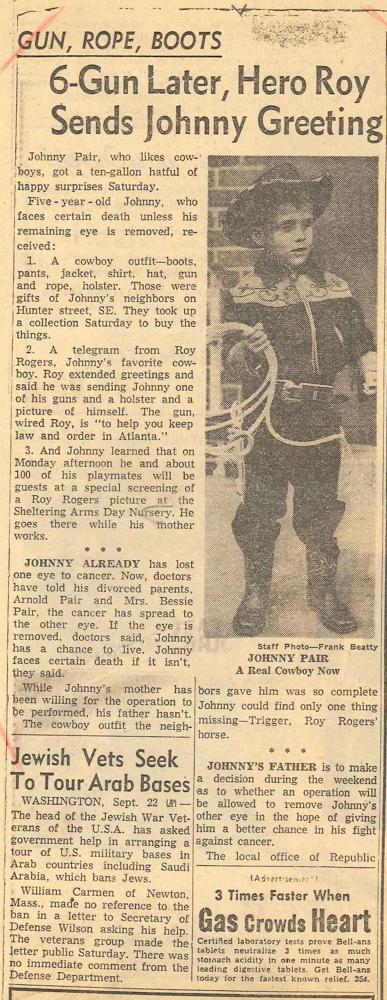 GUN, ROPE, BOOTS
6-Gun Later, Hero Roy
Sends Johnny Greeting
Johnny Pair, who likes cow-
boys, got a ten-gallon hatful of
happy surprises Saturday.
Five-year-old Johnny, who
faces certain death unless his
remaining eye is removed, re-
ceived:
1. A cowboy outfit—boots,
pants, jacket, shirt, hat, gun
and rope, holster. Those were
gifts of Johnny's neighbors on
Hunter street, SE. They took up
a collection Saturday to buy the
things.
2. A telegram from Roy
Rogers, Johnny's favorite cow-
boy. Roy extended greetings and
said he was sending Johnny one
of his guns and a holster and a
picture of himself. The gun,
wired Roy, is "to help you keep
law and order in Atlanta."
3. And Johnny learned that on
Monday afternoon he and about
100 of his playmates will be
guests at a special screening of
a Roy Rogers picture at the
Sheltering Arms Day Nursery. He
goes there while his mother
works.
* * *
JOHNNY ALREADY has lost
one eye to cancer. Now, doctors
have told his divorced parents,
Arnold Pair and Mrs. Bessie
Pair, the cancer has spread to
the other eye. If the eye is
removed, doctors said, Johnny
has a chance to live. Johnny
faces certain death if it isn't,
they said.
While Johnny's mother has
been willing for the operation to
be performed, his father hasn't.
The cowboy outfit the neigh-
Staff Photo—Frank Beatty
JOHNNY PAIR
A Real Cowboy Now
bors gave him was so complete
Johnny could find only one thing
missing—Trigger, Roy Rogers'
horse.
* * *
JOHNNY'S FATHER is to make
a decision during the weekend
as to whether an operation will
be allowed to remove Johnny's
other eye in the hope of giving
him a better chance in his fight
against cancer.
The local office of Republic
Jewish Vets Seek
To Tour Arab Bases
WASHINGTON, Sept. 22 (AP)—
The head of the Jewish War Vet-
erans of the U.S.A. has asked
government help in arranging a
tour of U.S. military bases in
Arab countries including Saudi
Arabia, which bans Jews.
William Carmen of Newton,
Mass., made no reference to the
ban in a letter to Secretary of
Defense Wilson asking his help.
The veterans group made the
letter public Saturday. There was
no immediate comment from the
Defense Department.
(Advertisement)
3 Times Faster When
Gas Crowds Heart
Certified laboratory tests prove Bell-ans
tablets neutralize 3 times as much
stomach acidity in one minute as many
leading digestive tablets. Get Bell-ans
today for the fastest known relief. 25¢.